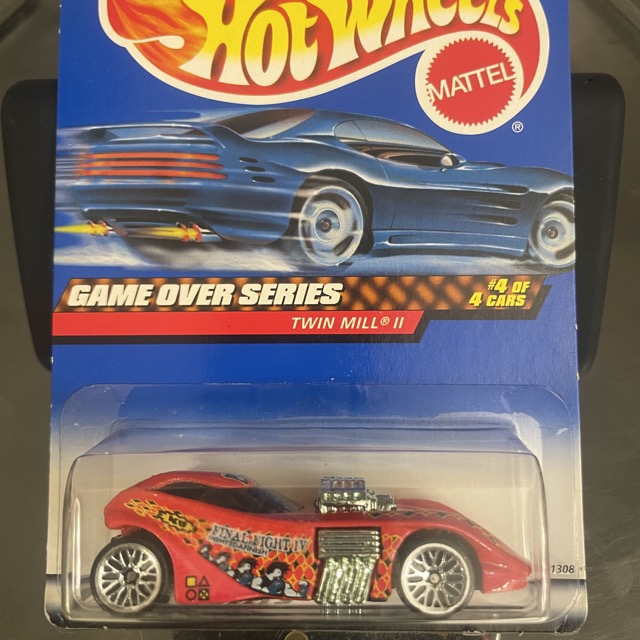 HOT WHEELS
MATTEL
®
GAME OVER SERIES
#4 OF
4 CARS
TWIN MILL® II
FINAL FIGHT IV
1308